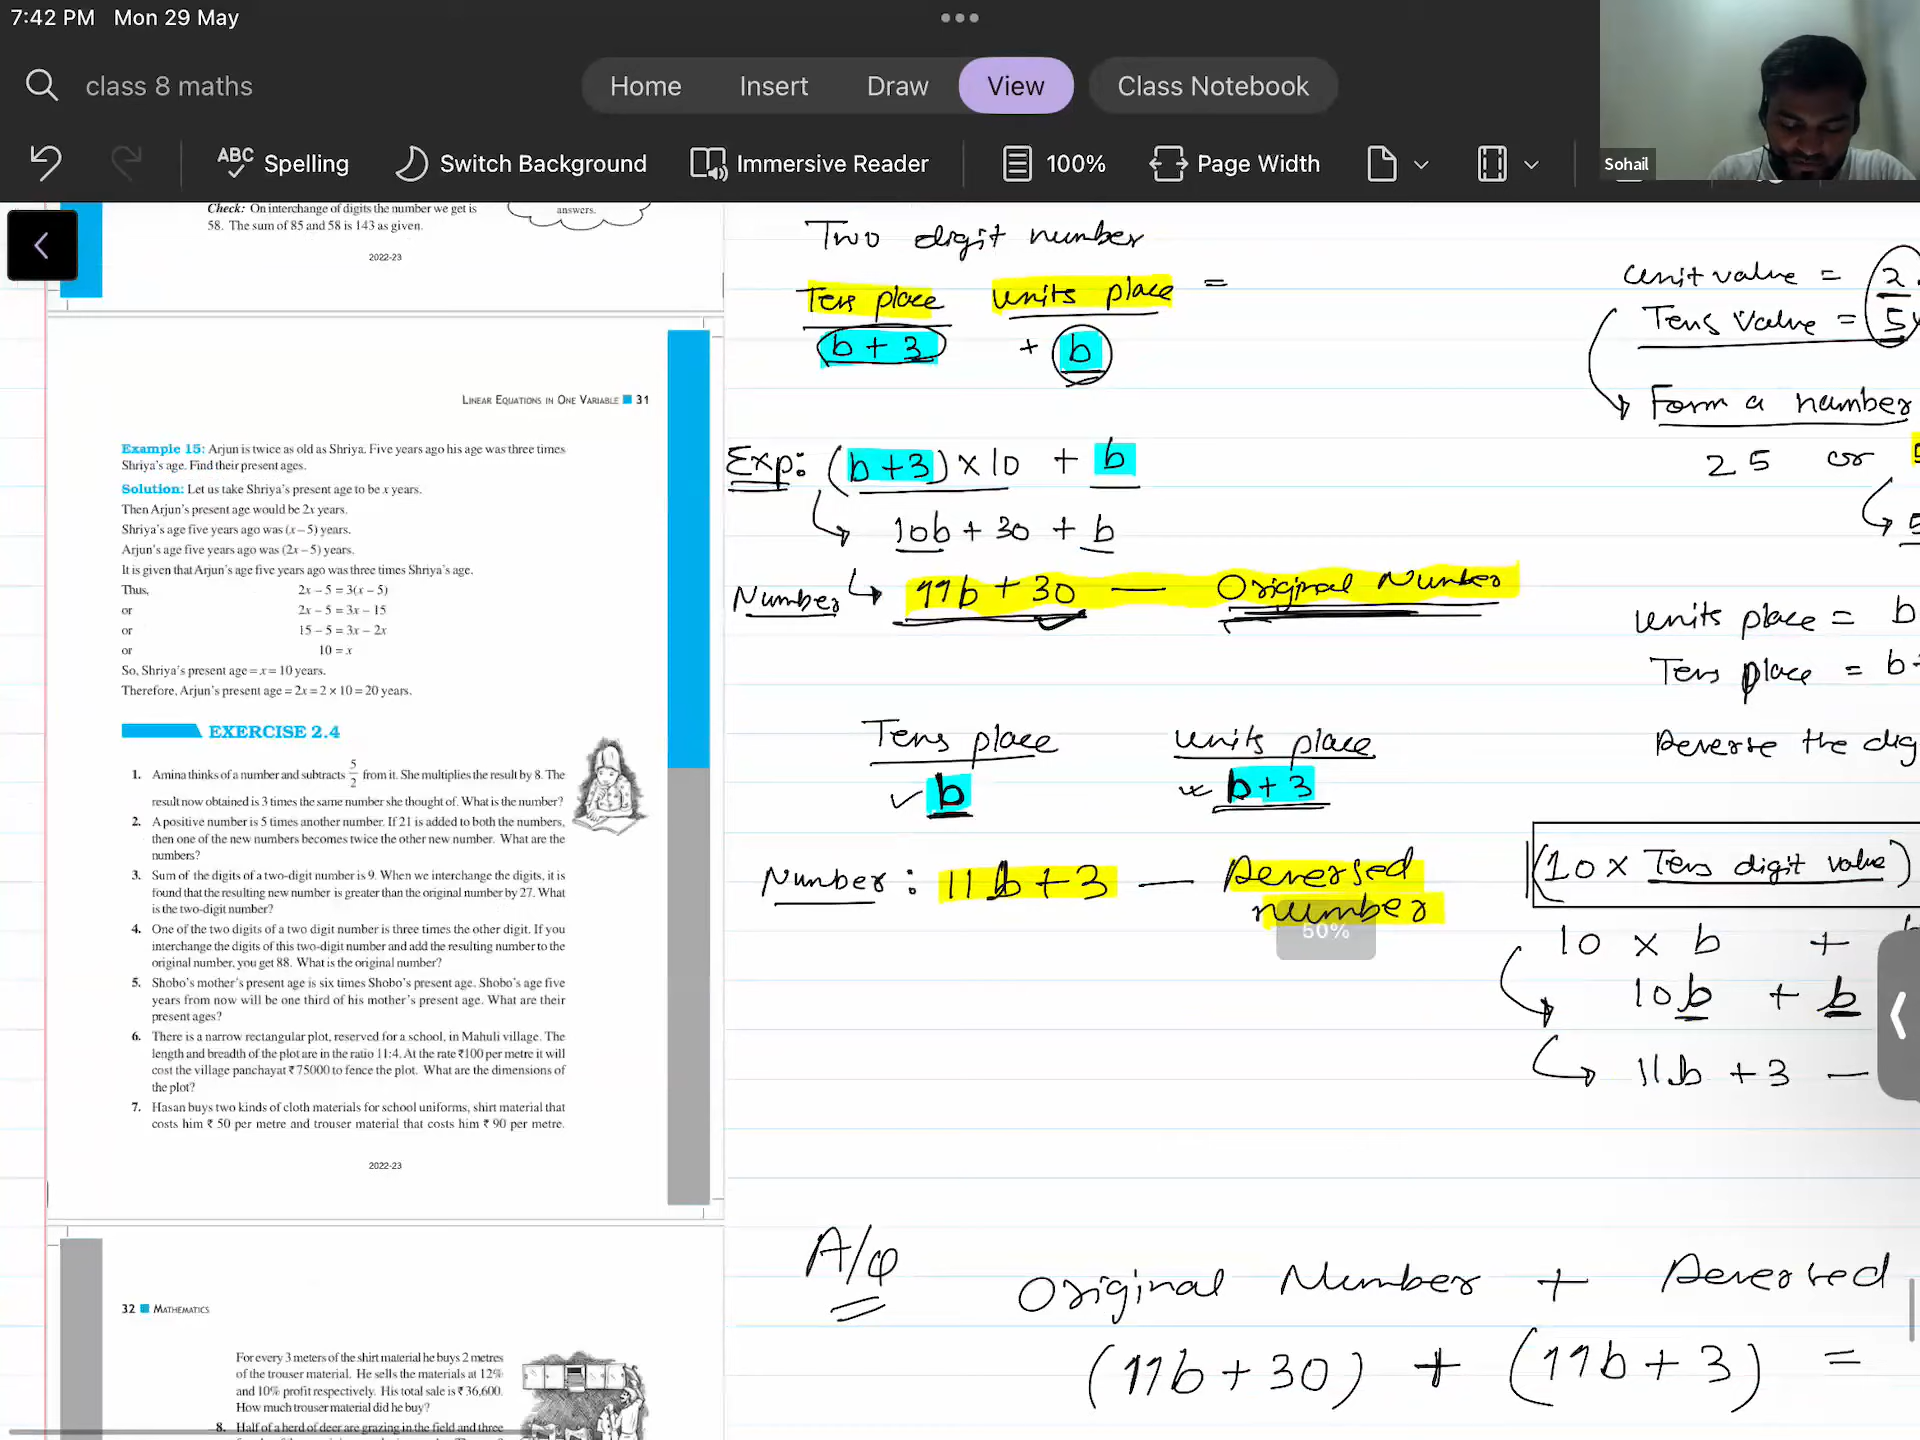 7:42 PM Mon 29 May
class 8 maths
Home Insert Draw View Class Notebook
ABC Spelling Switch Background Immersive Reader 100% Page Width
Sohail
Check: On interchange of digits the number we get is
58. The sum of 85 and 58 is 143 as given.
answers.
2022-23
LINEAR EQUATIONS IN ONE VARIABLE 31
Example 15: Arjun is twice as old as Shriya. Five years ago his age was three times
Shriya's age. Find their present ages.
Solution: Let us take Shriya's present age to be x years.
Then Arjun's present age would be 2x years.
Shriya's age five years ago was (x – 5) years.
Arjun's age five years ago was (2x – 5) years.
It is given that Arjun's age five years ago was three times Shriya's age.
Thus, 2x – 5 = 3(x – 5)
or 2x – 5 = 3x – 15
or 15 – 5 = 3x – 2x
or 10 = x
So, Shriya's present age = x = 10 years.
Therefore, Arjun's present age = 2x = 2 × 10 = 20 years.
EXERCISE 2.4
1. Amina thinks of a number and subtracts 5/2 from it. She multiplies the result by 8. The
result now obtained is 3 times the same number she thought of. What is the number?
2. A positive number is 5 times another number. If 21 is added to both the numbers,
then one of the new numbers becomes twice the other new number. What are the
numbers?
3. Sum of the digits of a two-digit number is 9. When we interchange the digits, it is
found that the resulting new number is greater than the original number by 27. What
is the two-digit number?
4. One of the two digits of a two digit number is three times the other digit. If you
interchange the digits of this two-digit number and add the resulting number to the
original number, you get 88. What is the original number?
5. Shobo's mother's present age is six times Shobo's present age. Shobo's age five
years from now will be one third of his mother's present age. What are their
present ages?
6. There is a narrow rectangular plot, reserved for a school, in Mahuli village. The
length and breadth of the plot are in the ratio 11:4. At the rate ₹100 per metre it will
cost the village panchayat ₹75000 to fence the plot. What are the dimensions of
the plot?
7. Hasan buys two kinds of cloth materials for school uniforms, shirt material that
costs him ₹ 50 per metre and trouser material that costs him ₹ 90 per metre.
2022-23
32 MATHEMATICS
For every 3 meters of the shirt material he buys 2 metres
of the trouser material. He sells the materials at 12%
and 10% profit respectively. His total sale is ₹ 36,600.
How much trouser material did he buy?
8. Half of a herd of deer are grazing in the field and three
Two digit number
Tens place units place =
b + 3 + b
Exp: (b + 3) × 10 + b
10b + 30 + b
Number 11b + 30 — Original Number
Tens place units place
b b + 3
Number : 11b + 3 — Reversed
number
50%
A/Q
Original Number + Reversed
(11b + 30) + (11b + 3) =
unit value = 2
Tens Value = 5
Form a number
25 or
units place = b
Tens place = b
Reverse the dig
(10 × Tens digit value)
10 × b +
10b + b
11b + 3 —